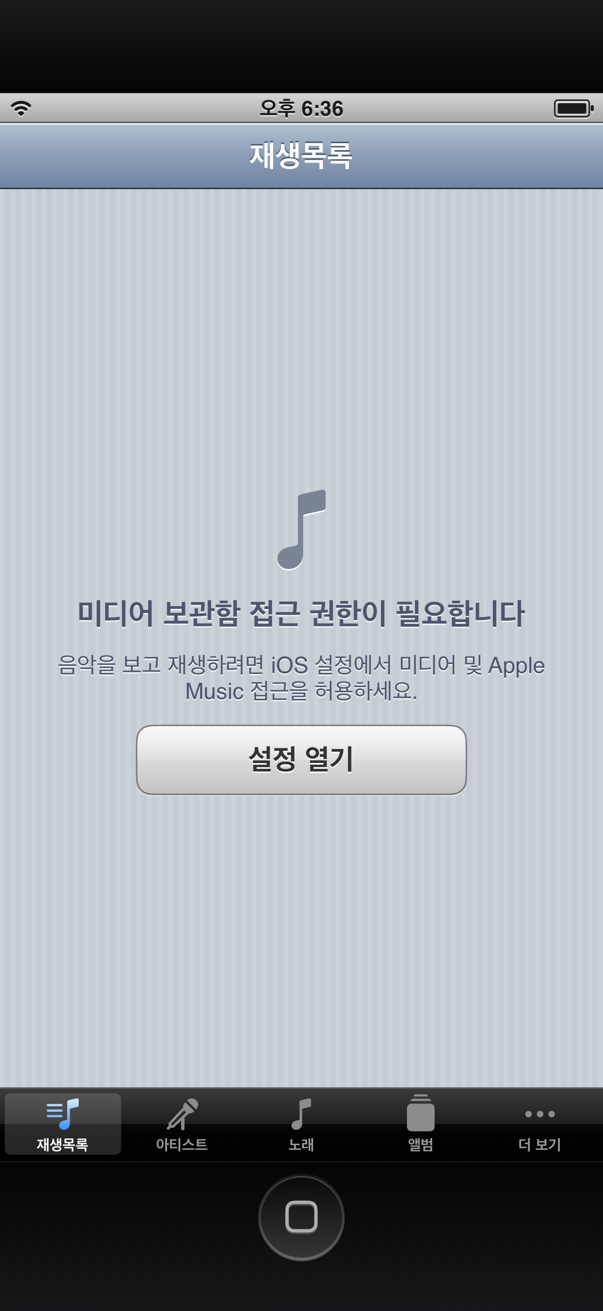 오후 6:36
재생목록
미디어 보관함 접근 권한이 필요합니다
음악을 보고 재생하려면 iOS 설정에서 미디어 및 Apple
Music 접근을 허용하세요.
설정 열기
재생목록
아티스트
노래
앨범
더 보기